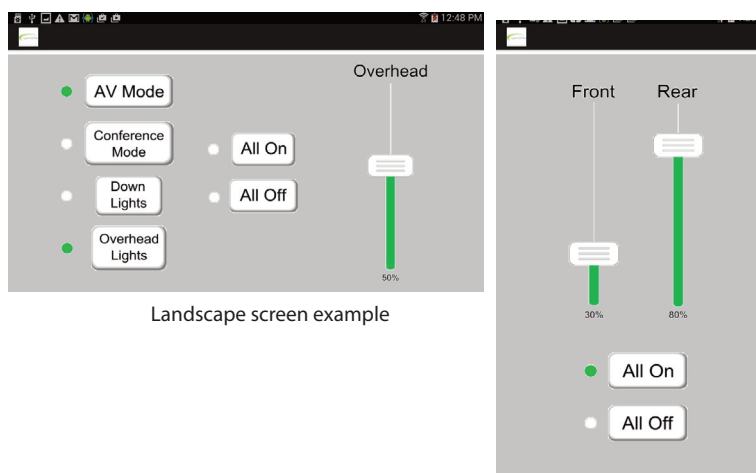 12:48 PM
AV Mode
Conference
Mode
Down
Lights
Overhead
Lights
All On
All Off
Overhead
50%
Landscape screen example
Front
Rear
30%
80%
All On
All Off